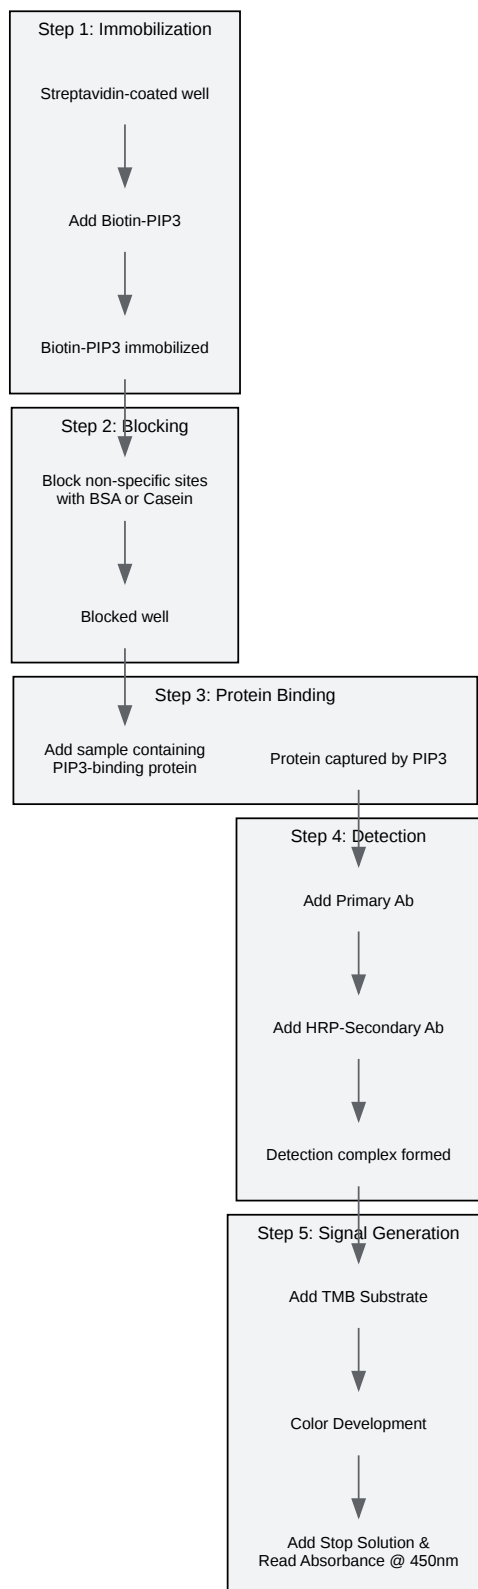 Step 1: Immobilization
Streptavidin-coated well
Add Biotin-PIP3
Biotin-PIP3 immobilized
Step 2: Blocking
Block non-specific sites
with BSA or Casein
Blocked well
Step 3: Protein Binding
Add sample containing
PIP3-binding protein
Protein captured by PIP3
Step 4: Detection
Add Primary Ab
Add HRP-Secondary Ab
Detection complex formed
Step 5: Signal Generation
Add TMB Substrate
Color Development
Add Stop Solution &
Read Absorbance @ 450nm